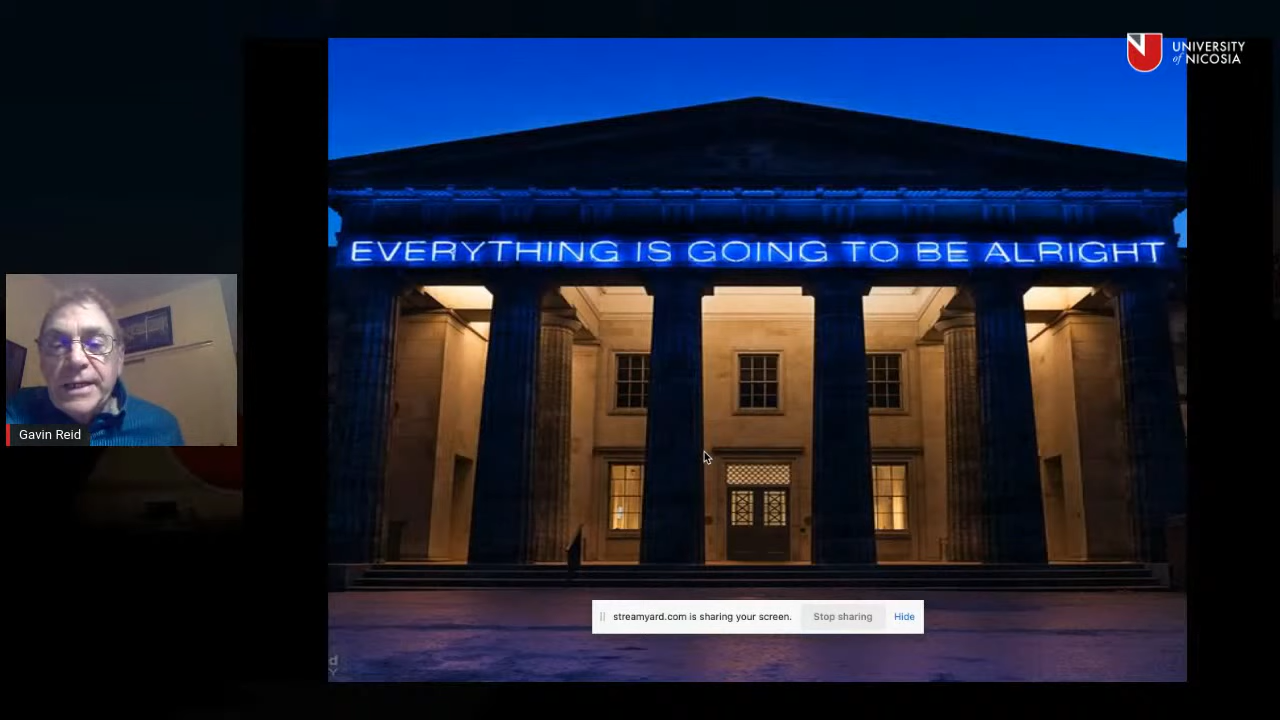 UNIVERSITY
of NICOSIA
EVERYTHING IS GOING TO BE ALRIGHT
Gavin Reid
streamyard.com is sharing your screen. Stop sharing Hide